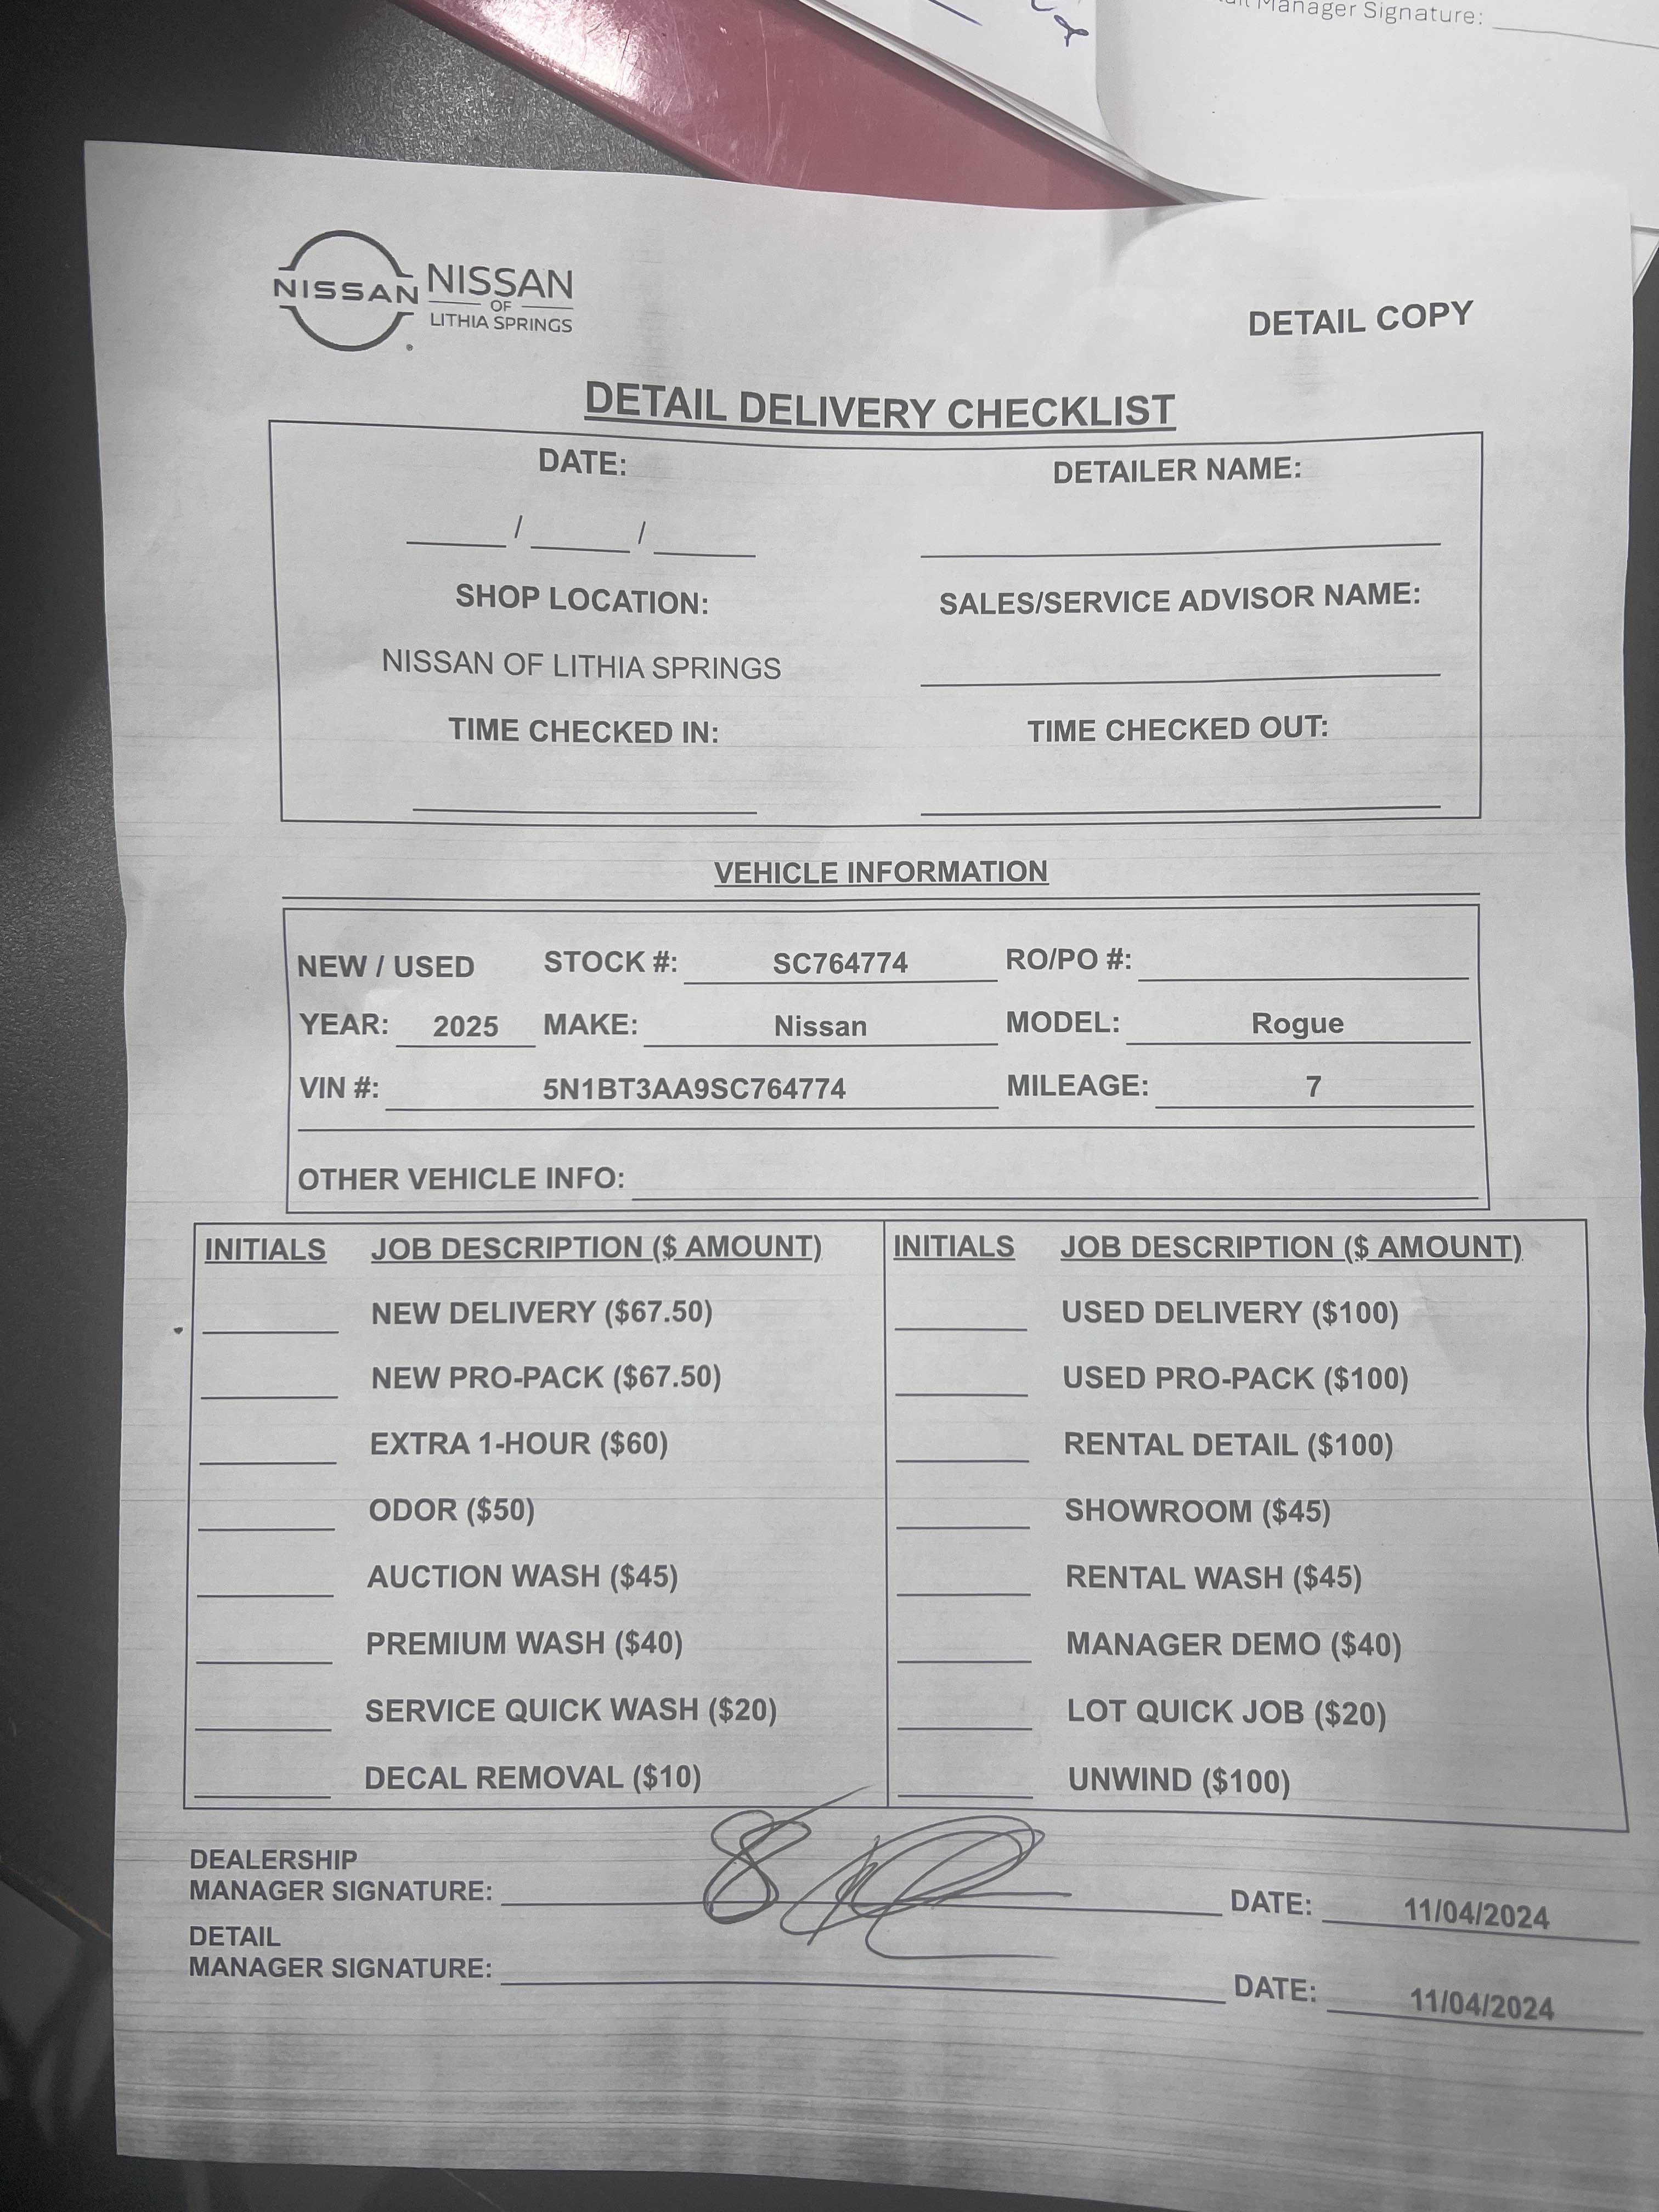 Manager Signature:
NISSAN
NISSAN
OF
LITHIA SPRINGS
DETAIL COPY
DETAIL DELIVERY CHECKLIST
DATE: DETAILER NAME:
____ / ____ / ____
SHOP LOCATION: SALES/SERVICE ADVISOR NAME:
NISSAN OF LITHIA SPRINGS
TIME CHECKED IN: TIME CHECKED OUT:
VEHICLE INFORMATION
NEW / USED STOCK #: SC764774 RO/PO #:
YEAR: 2025 MAKE: Nissan MODEL: Rogue
VIN #: 5N1BT3AA9SC764774 MILEAGE: 7
OTHER VEHICLE INFO:
INITIALS JOB DESCRIPTION ($ AMOUNT) INITIALS JOB DESCRIPTION ($ AMOUNT)
NEW DELIVERY ($67.50) USED DELIVERY ($100)
NEW PRO-PACK ($67.50) USED PRO-PACK ($100)
EXTRA 1-HOUR ($60) RENTAL DETAIL ($100)
ODOR ($50) SHOWROOM ($45)
AUCTION WASH ($45) RENTAL WASH ($45)
PREMIUM WASH ($40) MANAGER DEMO ($40)
SERVICE QUICK WASH ($20) LOT QUICK JOB ($20)
DECAL REMOVAL ($10) UNWIND ($100)
DEALERSHIP
MANAGER SIGNATURE: DATE: 11/04/2024
DETAIL
MANAGER SIGNATURE: DATE: 11/04/2024